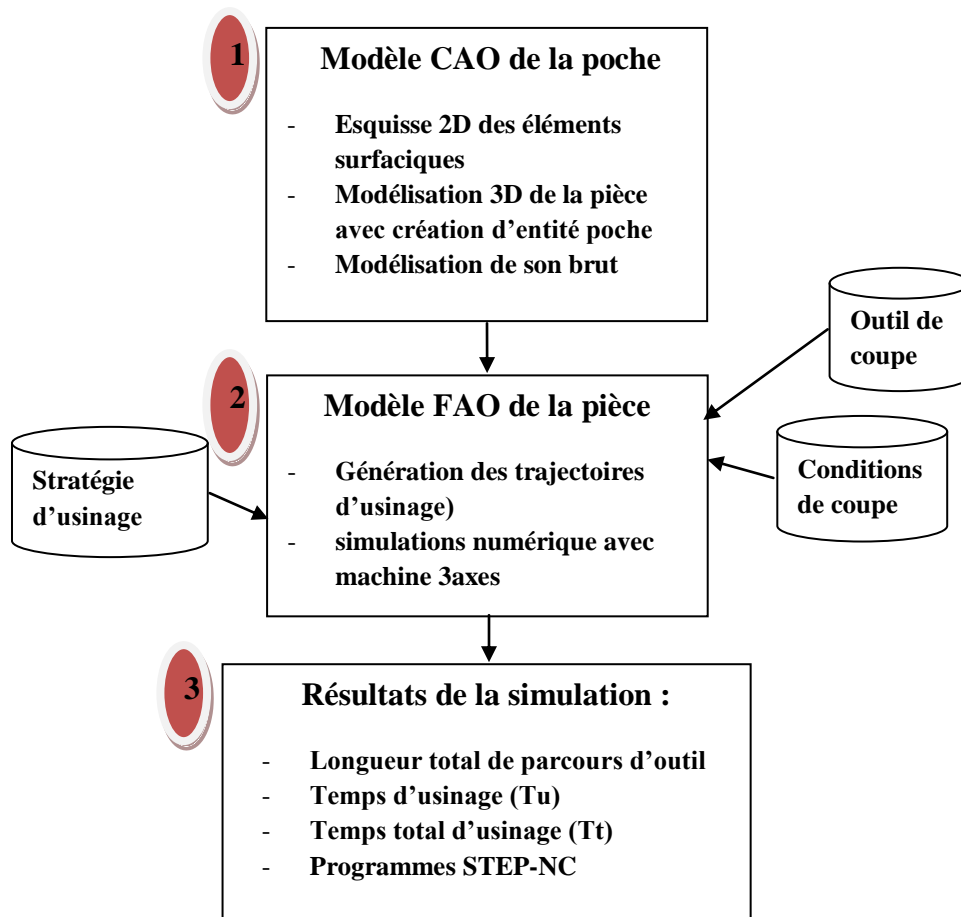 1
Modèle CAO de la poche
- Esquisse 2D des éléments
surfaciques
- Modélisation 3D de la pièce
avec création d’entité poche
- Modélisation de son brut
Outil de
coupe
2
Modèle FAO de la pièce
- Génération des trajectoires
d’usinage)
- simulations numérique avec
machine 3axes
Stratégie
d’usinage
Conditions
de coupe
3
Résultats de la simulation :
- Longueur total de parcours d’outil
- Temps d’usinage (Tu)
- Temps total d’usinage (Tt)
- Programmes STEP-NC